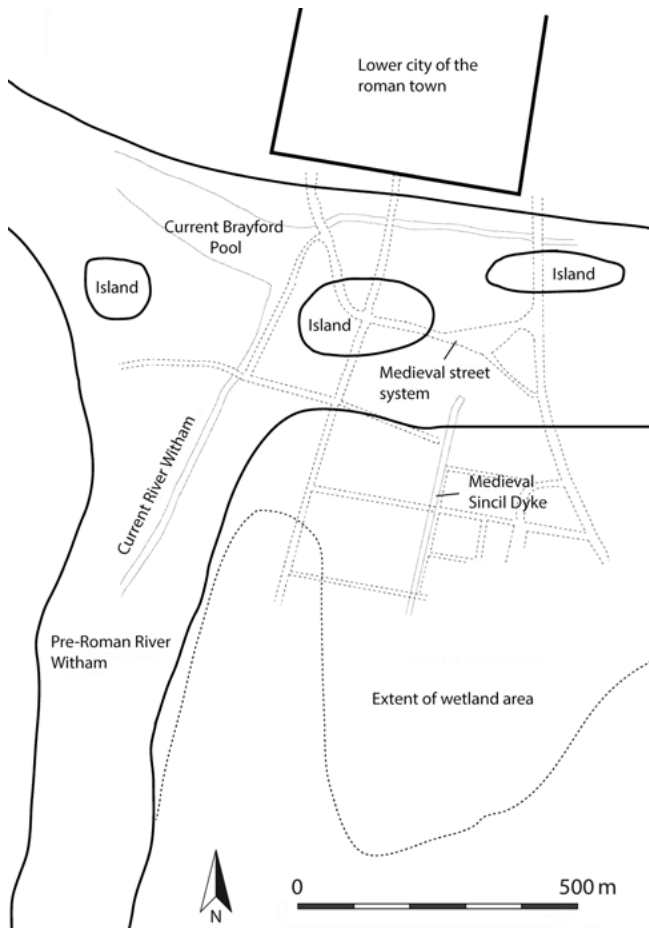 Lower city of the
roman town
Current Brayford
Pool
Island
Island
Island
Medieval street
system
Current River Witham
Medieval
Sincil Dyke
Pre-Roman River
Witham
Extent of wetland area
N
0
500 m